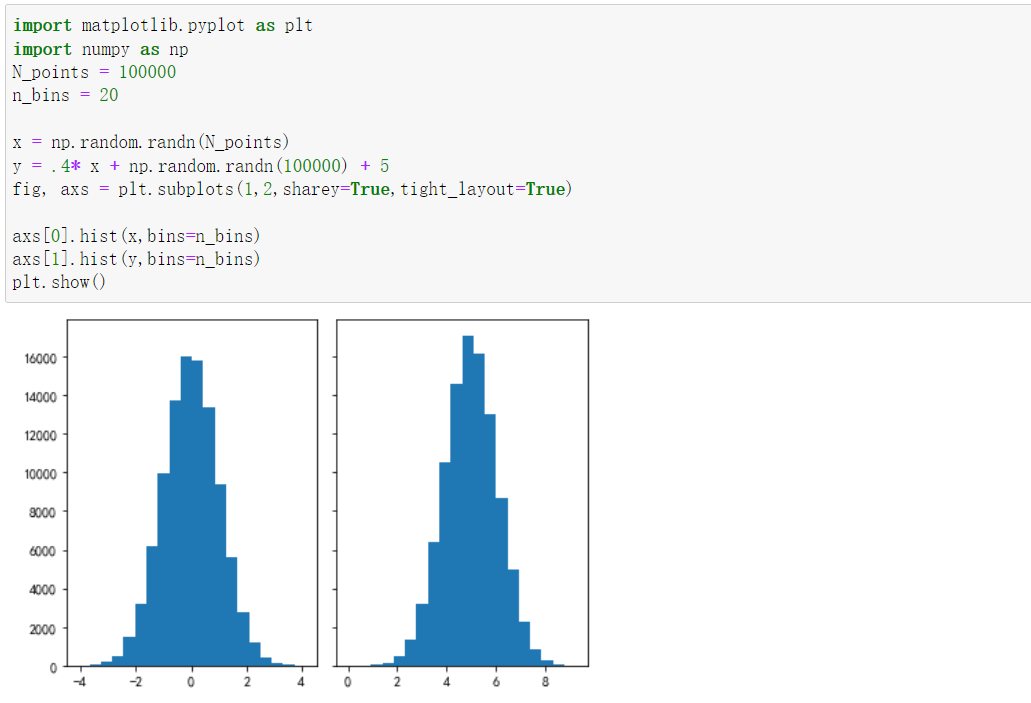 import matplotlib.pyplot as plt
import numpy as np
N_points = 100000
n_bins = 20
x = np.random.randn(N_points)
y = .4* x + np.random.randn(100000) + 5
fig, axs = plt.subplots(1,2,sharey=True,tight_layout=True)
axs[0].hist(x,bins=n_bins)
axs[1].hist(y,bins=n_bins)
plt.show()
16000
14000
12000
10000
8000
6000
4000
2000
0
−4 −2 0 2 4
0 2 4 6 8